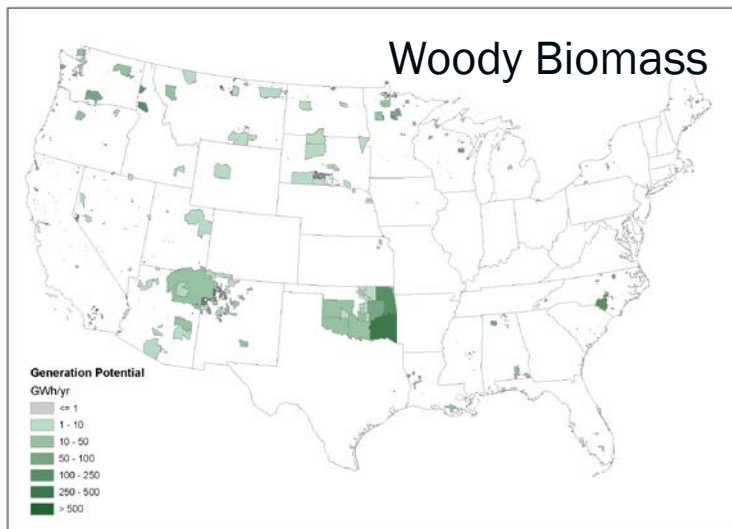 Woody Biomass
Generation Potential
GWh/yr
<= 1
1 - 10
10 - 50
50 - 100
100 - 250
250 - 500
> 500